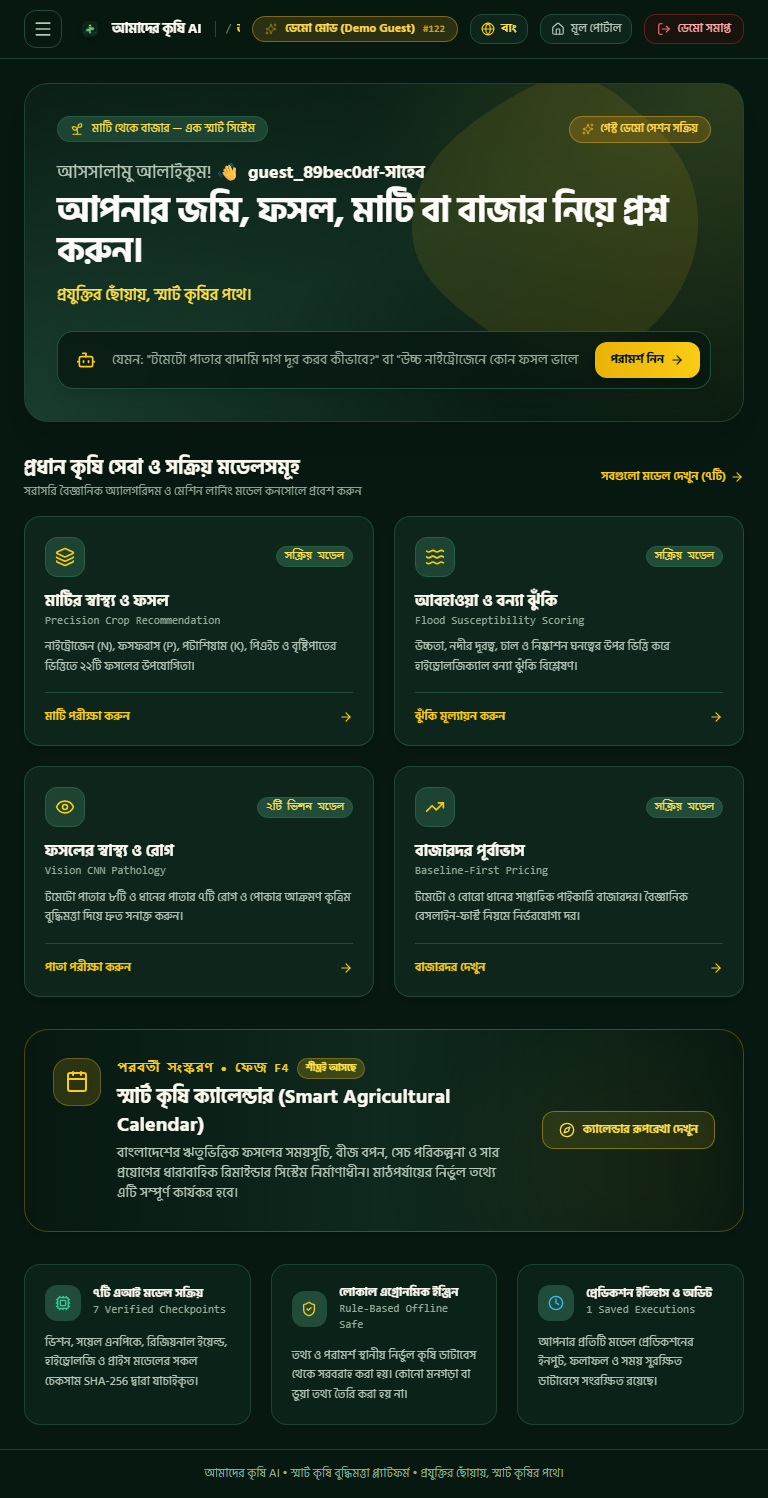 আমাদের কৃষি AI / ডেমো মোড (Demo Guest) #122 বাং মূল পোর্টাল ডেমো সমাপ্ত
মাটি থেকে বাজার — এক স্মার্ট সিস্টেম গেস্ট ডেমো সেশন সক্রিয়
আসসালামু আলাইকুম! 👋 guest_89bec0df-সাহেব
আপনার জমি, ফসল, মাটি বা বাজার নিয়ে প্রশ্ন
করুন।
প্রযুক্তির ছোঁয়ায়, স্মার্ট কৃষির পথে।
যেমন: "টমেটো পাতার বাদামি দাগ দূর করব কীভাবে?" বা "উচ্চ নাইট্রোজেনে কোন ফসল ভালো পরামর্শ নিন
প্রধান কৃষি সেবা ও সক্রিয় মডেলসমূহ
সরাসরি বৈজ্ঞানিক অ্যালগরিদম ও মেশিন লার্নিং মডেল কনসোলে প্রবেশ করুন
সবগুলো মডেল দেখুন (৭টি)
সক্রিয় মডেল
মাটির স্বাস্থ্য ও ফসল
Precision Crop Recommendation
নাইট্রোজেন (N), ফসফরাস (P), পটাশিয়াম (K), পিএইচ ও বৃষ্টিপাতের
ভিত্তিতে ২২টি ফসলের উপযোগিতা।
মাটি পরীক্ষা করুন
সক্রিয় মডেল
আবহাওয়া ও বন্যা ঝুঁকি
Flood Susceptibility Scoring
উচ্চতা, নদীর দূরত্ব, ঢাল ও নিষ্কাশন ঘনত্বের উপর ভিত্তি করে
হাইড্রোলজিক্যাল বন্যা ঝুঁকি বিশ্লেষণ।
ঝুঁকি মূল্যায়ন করুন
২টি ভিশন মডেল
ফসলের স্বাস্থ্য ও রোগ
Vision CNN Pathology
টমেটো পাতার ৮টি ও ধানের পাতার ৭টি রোগ ও পোকার আক্রমণ কৃত্রিম
বুদ্ধিমত্তা দিয়ে দ্রুত সনাক্ত করুন।
পাতা পরীক্ষা করুন
সক্রিয় মডেল
বাজারদর পূর্বাভাস
Baseline-First Pricing
টমেটো ও বোরো ধানের সাপ্তাহিক পাইকারি বাজারদর। বৈজ্ঞানিক
বেসলাইন-ফার্স্ট নিয়মে নির্ভরযোগ্য দর।
বাজারদর দেখুন
পরবর্তী সংস্করণ • ফেজ F4 শীঘ্রই আসছে
স্মার্ট কৃষি ক্যালেন্ডার (Smart Agricultural
Calendar)
বাংলাদেশের ঋতুভিত্তিক ফসলের সময়সূচি, বীজ বপন, সেচ পরিকল্পনা ও সার
প্রয়োগের ধারাবাহিক রিমাইন্ডার সিস্টেম নির্মাণাধীন। মাঠপর্যায়ের নির্ভুল তথ্যে
এটি সম্পূর্ণ কার্যকর হবে।
ক্যালেন্ডার রূপরেখা দেখুন
৭টি এআই মডেল সক্রিয়
7 Verified Checkpoints
ভিশন, সয়েল এনপিকে, রিজিয়নাল ইয়েল্ড,
হাইড্রোলজি ও প্রাইস মডেলের সকল
চেকসাম SHA-256 দ্বারা যাচাইকৃত।
লোকাল এগ্রোনমিক ইঞ্জিন
Rule-Based Offline
Safe
তথ্য ও পরামর্শ স্থানীয় নির্ভুল কৃষি ডাটাবেস
থেকে সরবরাহ করা হয়। কোনো মনগড়া বা
ভুয়া তথ্য তৈরি করা হয় না।
প্রেডিকশন ইতিহাস ও অডিট
1 Saved Executions
আপনার প্রতিটি মডেল প্রেডিকশনের
ইনপুট, ফলাফল ও সময় সুরক্ষিত
ডাটাবেসে সংরক্ষিত রয়েছে।
আমাদের কৃষি AI • স্মার্ট কৃষি বুদ্ধিমত্তা প্ল্যাটফর্ম • প্রযুক্তির ছোঁয়ায়, স্মার্ট কৃষির পথে।